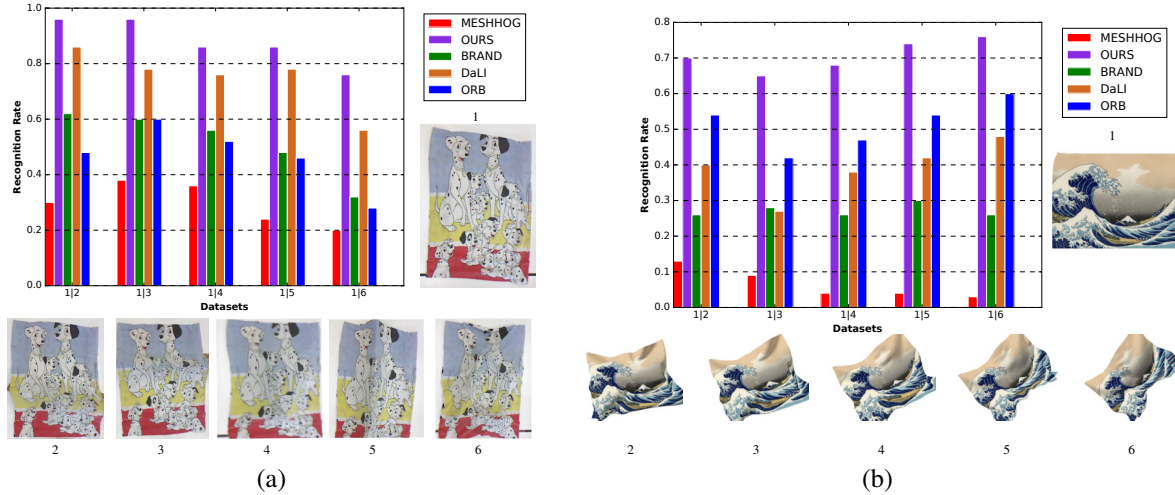 1.0
0.8
0.6
0.4
0.2
0.0
Recognition Rate
1|2 1|3 1|4 1|5 1|6
Datasets
MESHHOG
OURS
BRAND
DaLI
ORB
1
2 3 4 5 6
(a)
0.8
0.7
0.6
0.5
0.4
0.3
0.2
0.1
0.0
Recognition Rate
1|2 1|3 1|4 1|5 1|6
Datasets
MESHHOG
OURS
BRAND
DaLI
ORB
1
2 3 4 5 6
(b)